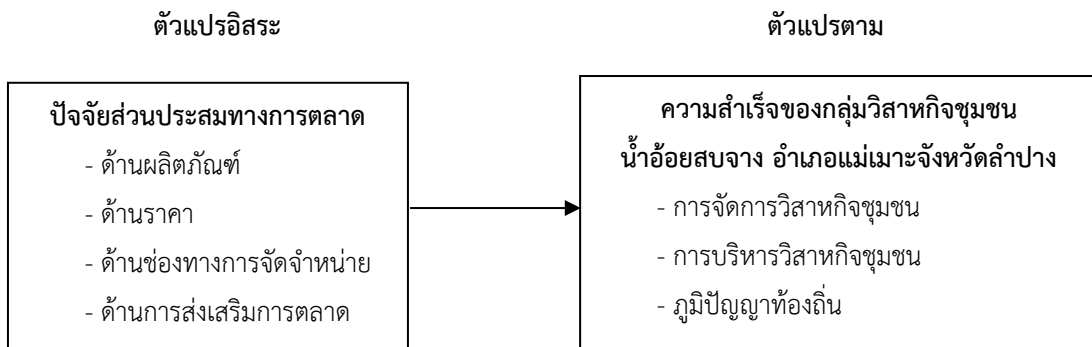 ตัวแปรอิสระ
ปัจจัยส่วนประสมทางการตลาด
- ด้านผลิตภัณฑ์
- ด้านราคา
- ด้านช่องทางการจัดจำหน่าย
- ด้านการส่งเสริมการตลาด
ตัวแปรตาม
ความสำเร็จของกลุ่มวิสาหกิจชุมชน
น้ำอ้อยสบจาง อำเภอแม่เมาะจังหวัดลำปาง
- การจัดการวิสาหกิจชุมชน
- การบริหารวิสาหกิจชุมชน
- ภูมิปัญญาท้องถิ่น